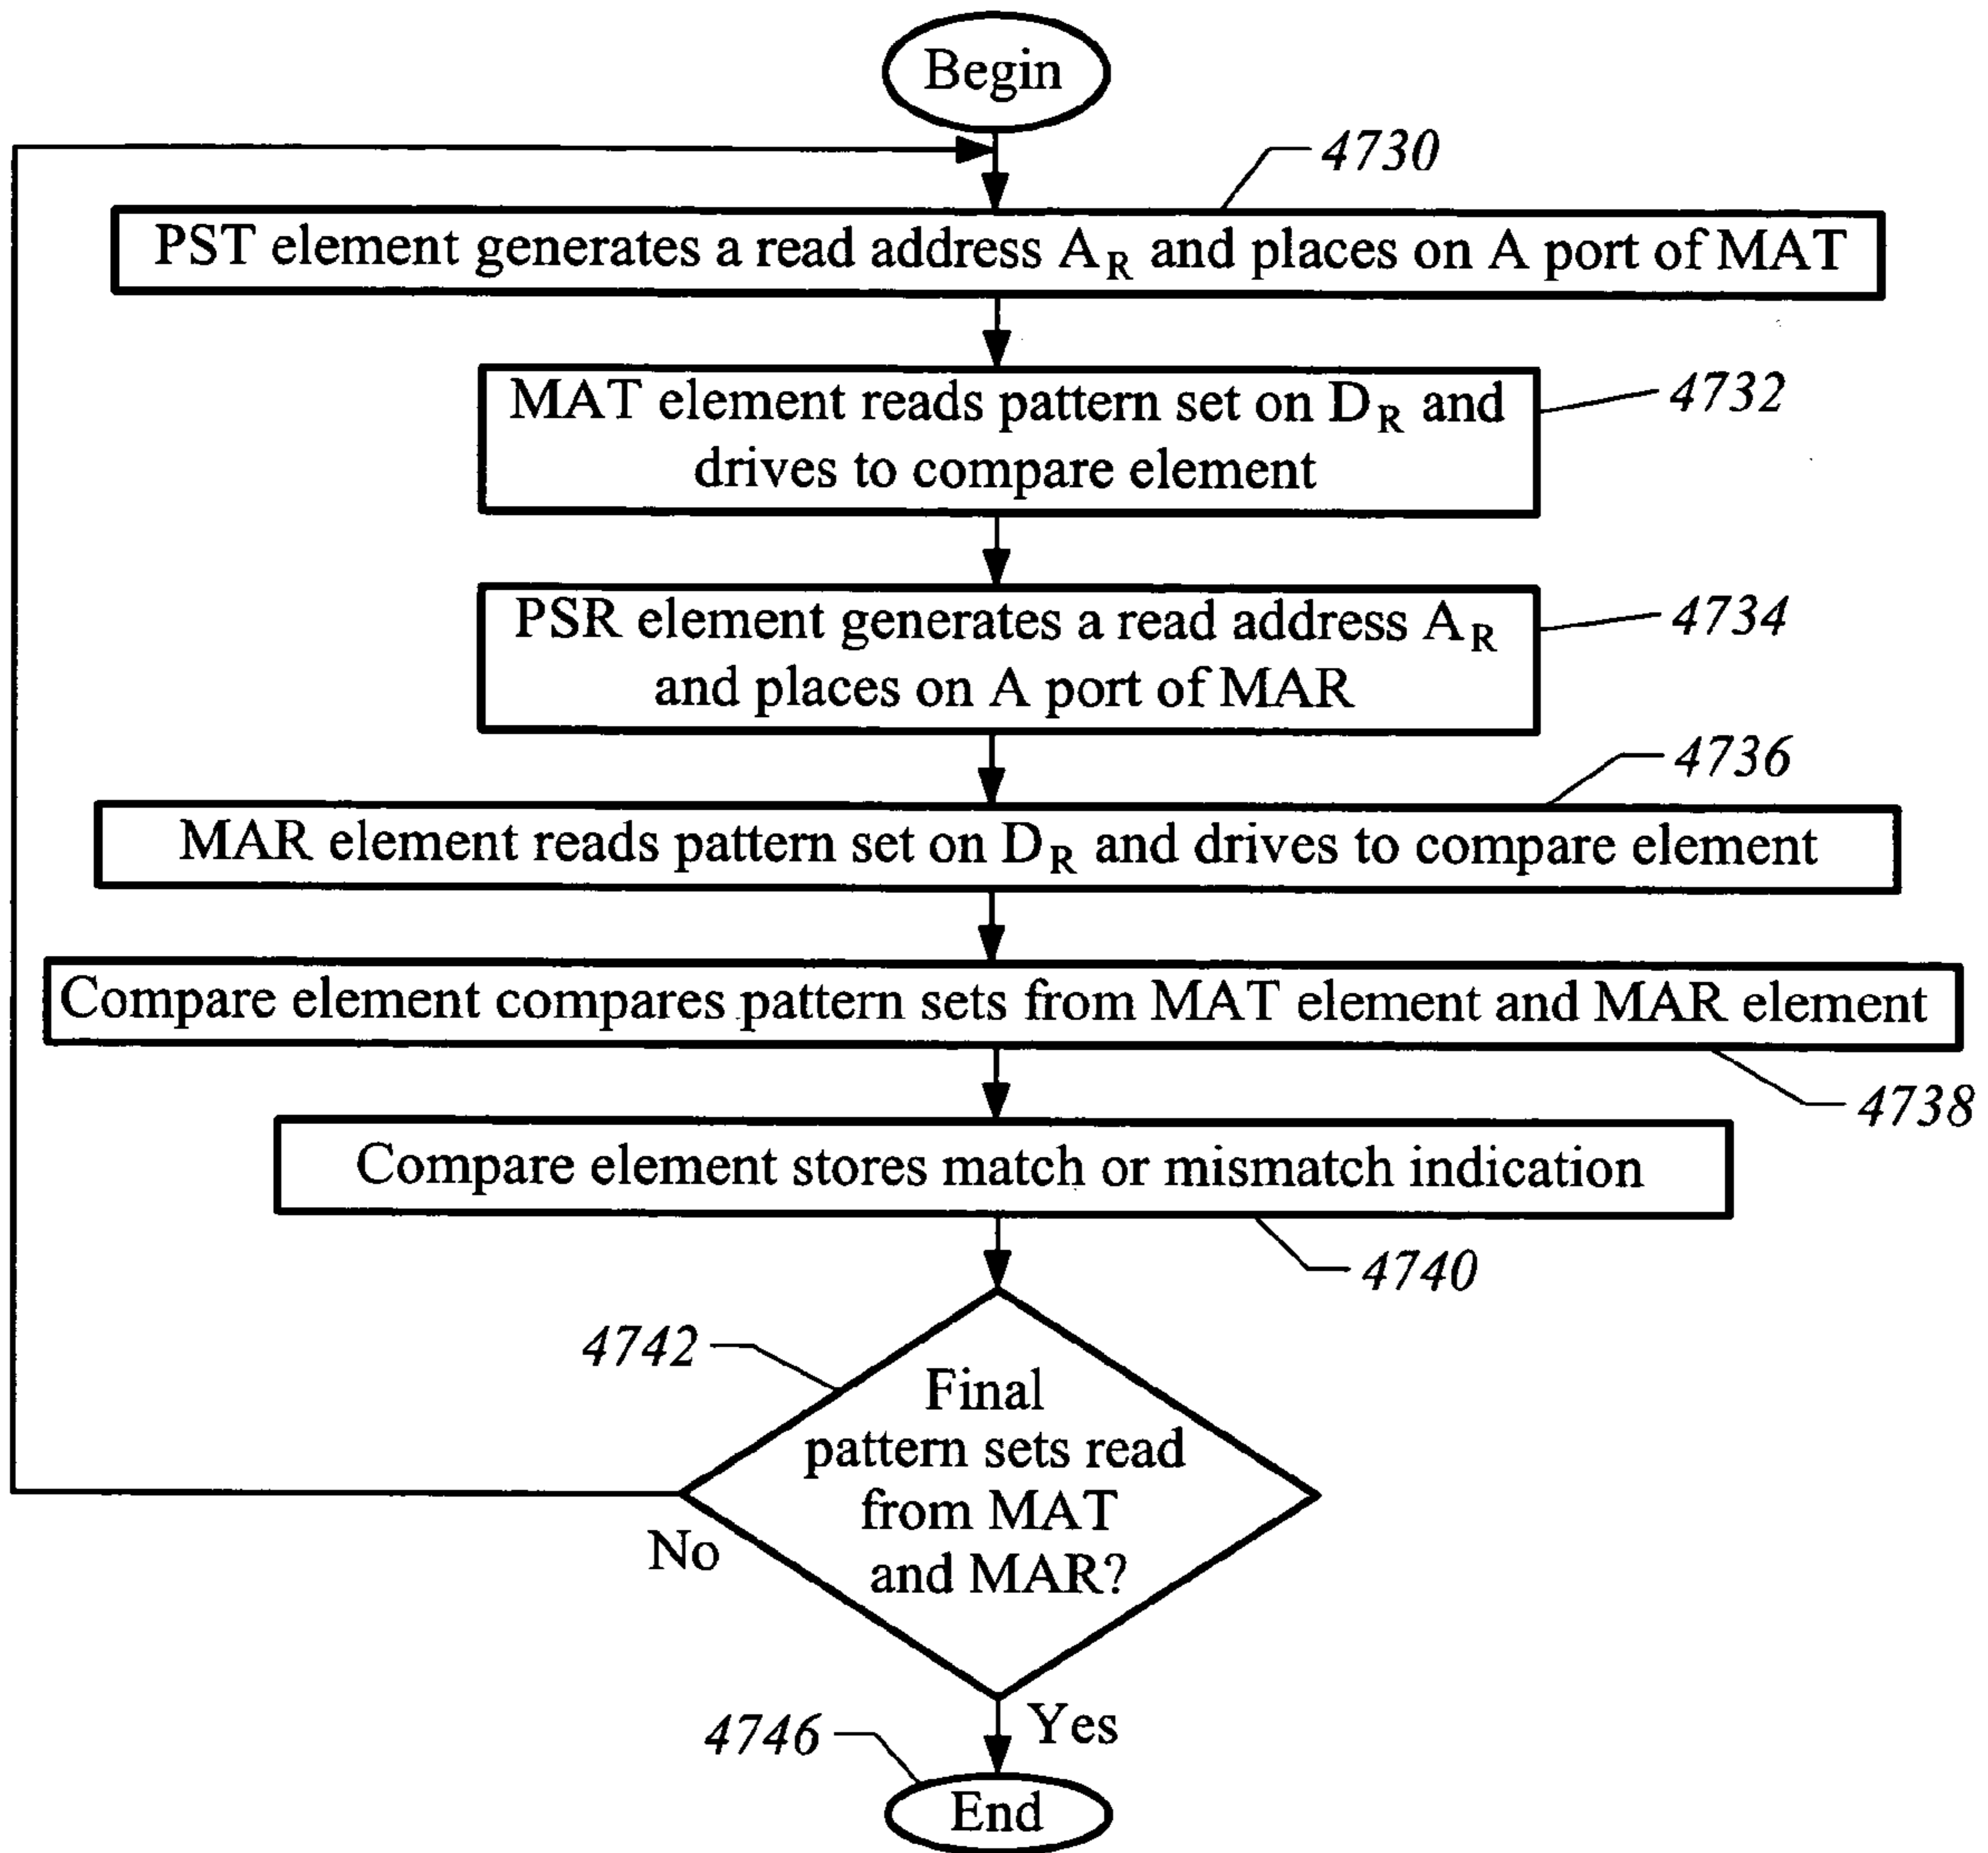 Begin
4730
PST element generates a read address A_R and places on A port of MAT
MAT element reads pattern set on D_R and
drives to compare element
4732
PSR element generates a read address A_R
and places on A port of MAR
4734
4736
MAR element reads pattern set on D_R and drives to compare element
Compare element compares pattern sets from MAT element and MAR element
4738
Compare element stores match or mismatch indication
4740
4742
Final
pattern sets read
from MAT
and MAR?
No
Yes
4746
End